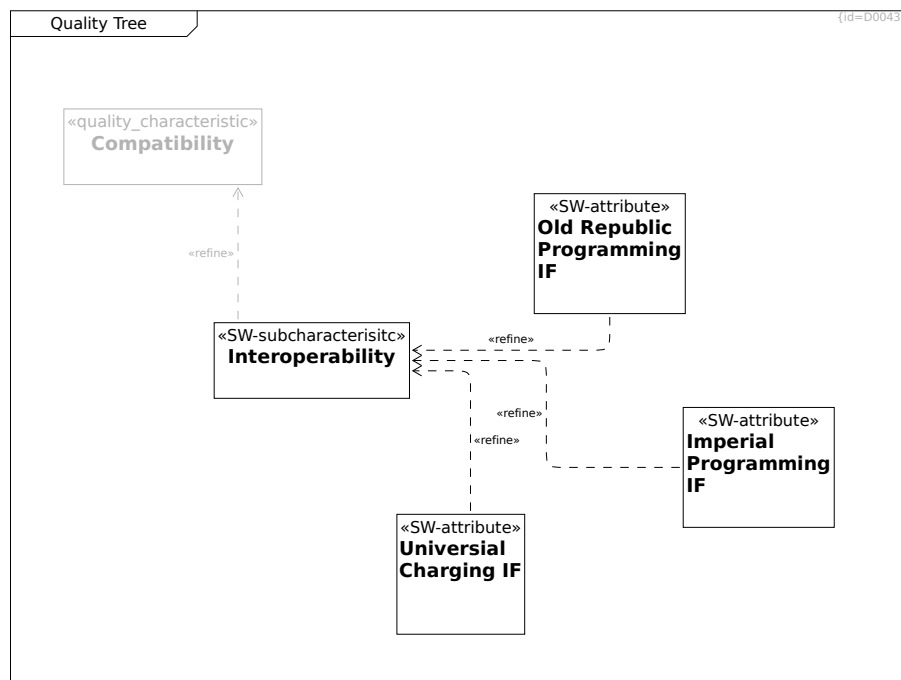 Quality Tree
{id=D0043
«quality_characteristic»
Compatibility
«refine»
«SW-attribute»
Old Republic
Programming
IF
«SW-subcharacterisitc»
Interoperability
«refine»
«refine»
«refine»
«SW-attribute»
Imperial
Programming
IF
«SW-attribute»
Universial
Charging IF